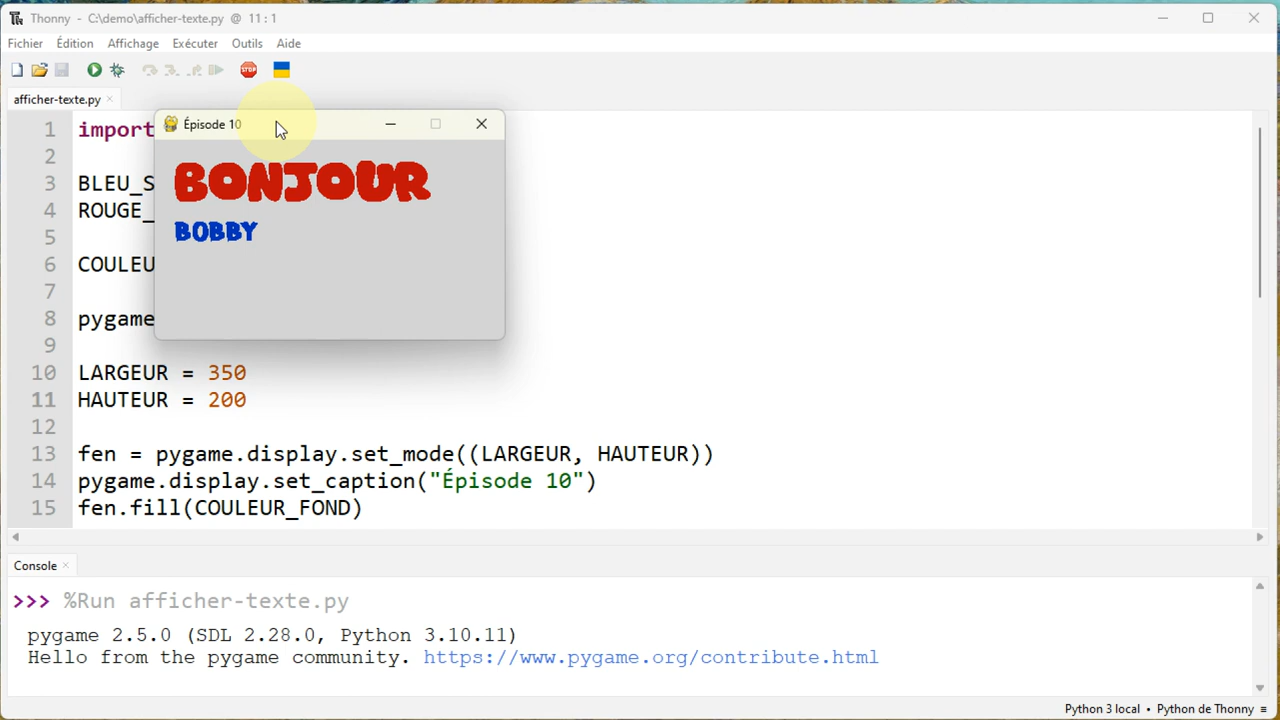 Thonny - C:\demo\afficher-texte.py @ 11 : 1
Fichier Édition Affichage Exécuter Outils Aide
STOP
afficher-texte.py ×
Épisode 10
BONJOUR
BOBBY
1 import
2
3 BLEU_S
4 ROUGE_
5
6 COULEU
7
8 pygame
9
10 LARGEUR = 350
11 HAUTEUR = 200
12
13 fen = pygame.display.set_mode((LARGEUR, HAUTEUR))
14 pygame.display.set_caption("Épisode 10")
15 fen.fill(COULEUR_FOND)
Console ×
>>> %Run afficher-texte.py
pygame 2.5.0 (SDL 2.28.0, Python 3.10.11)
Hello from the pygame community. https://www.pygame.org/contribute.html
Python 3 local • Python de Thonny ≡